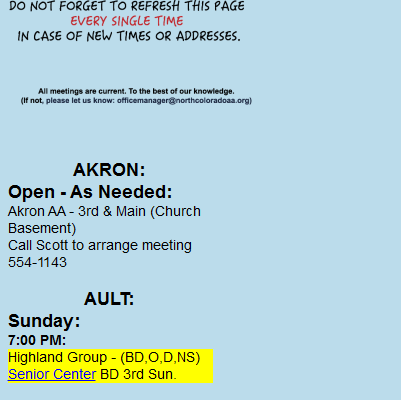 DO NOT FORGET TO REFRESH THIS PAGE
EVERY SINGLE TIME
IN CASE OF NEW TIMES OR ADDRESSES.
All meetings are current. To the best of our knowledge.
(If not, please let us know: officemanager@northcoloradoaa.org)
AKRON:
Open - As Needed:
Akron AA - 3rd & Main (Church
Basement)
Call Scott to arrange meeting
554-1143
AULT:
Sunday:
7:00 PM:
Highland Group - (BD,O,D,NS)
Senior Center BD 3rd Sun.